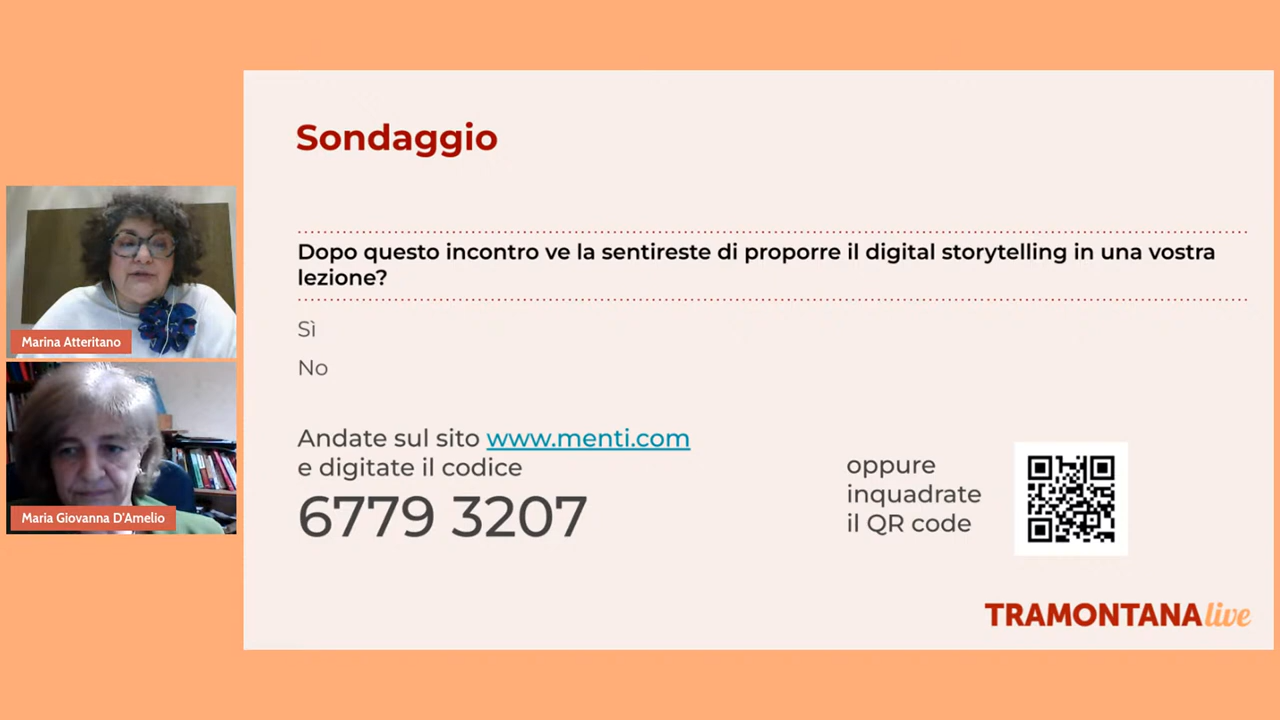 Sondaggio
Dopo questo incontro ve la sentireste di proporre il digital storytelling in una vostra
lezione?
Sì
No
Andate sul sito www.menti.com
e digitate il codice
6779 3207
oppure
inquadrate
il QR code
TRAMONTANA live
Marina Atteritano
Maria Giovanna D'Amelio